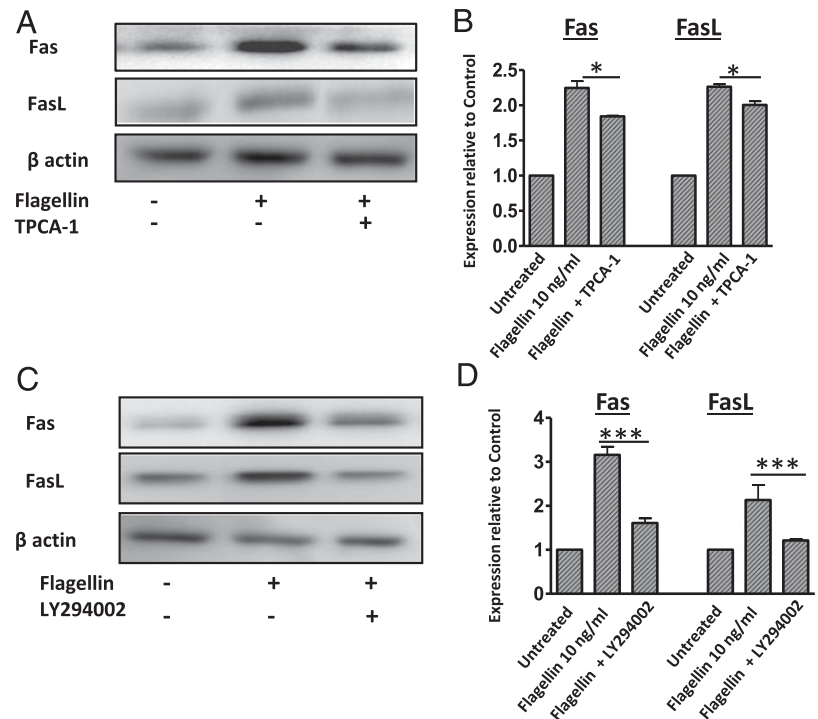 A
Fas
FasL
β actin
Flagellin - + +
TPCA-1 - - +
B
Fas FasL
Expression relative to Control
2.5
2.0
1.5
1.0
0.5
0.0
* *
Untreated
Flagellin 10 ng/ml
Flagellin + TPCA-1
Untreated
Flagellin 10 ng/ml
Flagellin + TPCA-1
C
Fas
FasL
β actin
Flagellin - + +
LY294002 - - +
D
Fas FasL
Expression relative to Control
4
3
2
1
0
*** ***
Untreated
Flagellin 10 ng/ml
Flagellin + LY294002
Untreated
Flagellin 10 ng/ml
Flagellin + LY294002